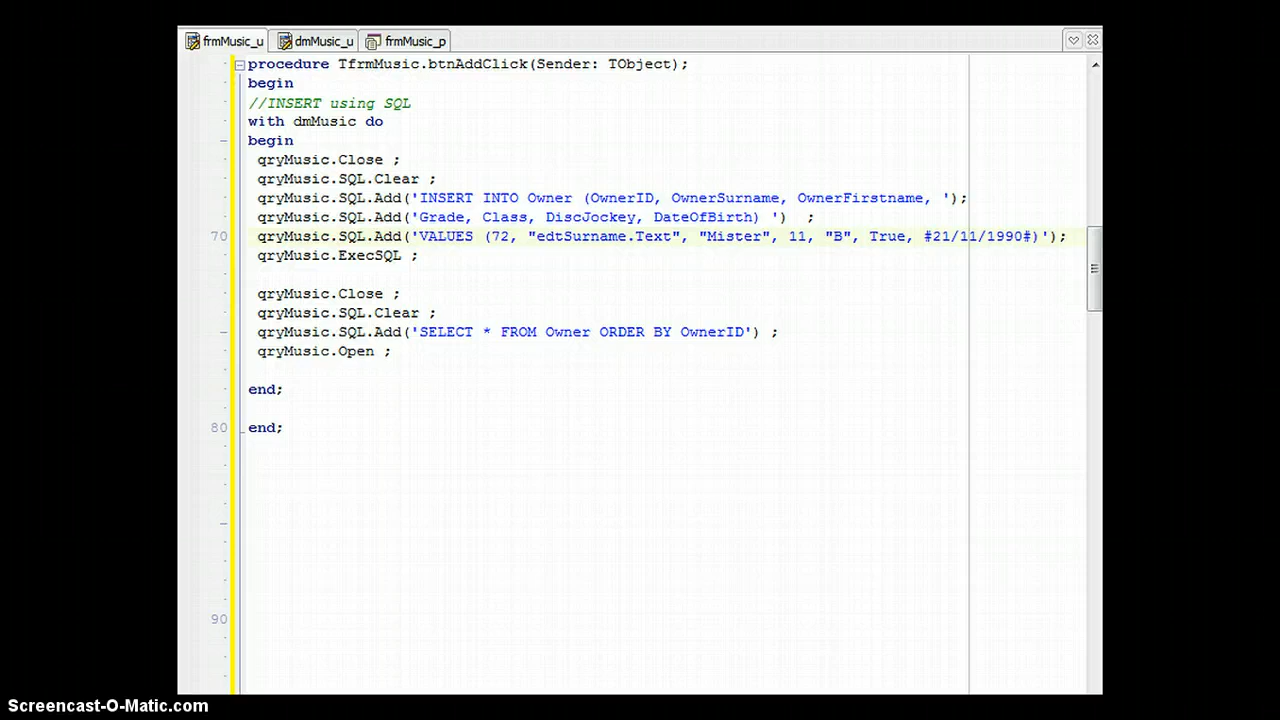 frmMusic_u dmMusic_u frmMusic_p
procedure TfrmMusic.btnAddClick(Sender: TObject);
begin
//INSERT using SQL
with dmMusic do
begin
qryMusic.Close ;
qryMusic.SQL.Clear ;
qryMusic.SQL.Add('INSERT INTO Owner (OwnerID, OwnerSurname, OwnerFirstname, ');
qryMusic.SQL.Add('Grade, Class, DiscJockey, DateOfBirth) ') ;
70 qryMusic.SQL.Add('VALUES (72, "edtSurname.Text", "Mister", 11, "B", True, #21/11/1990#)');
qryMusic.ExecSQL ;
qryMusic.Close ;
qryMusic.SQL.Clear ;
qryMusic.SQL.Add('SELECT * FROM Owner ORDER BY OwnerID') ;
qryMusic.Open ;
end;
80 end;
90
Screencast-O-Matic.com